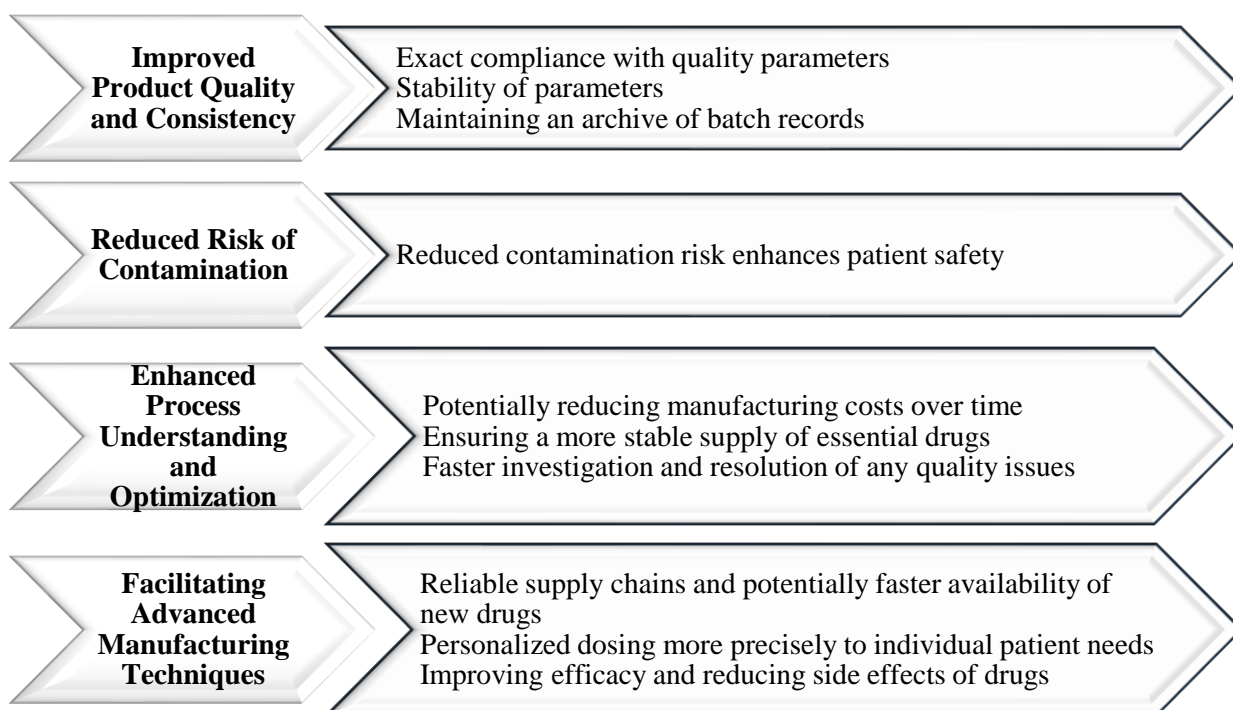 Improved
Product Quality
and Consistency
Exact compliance with quality parameters
Stability of parameters
Maintaining an archive of batch records
Reduced Risk of
Contamination
Reduced contamination risk enhances patient safety
Enhanced
Process
Understanding
and
Optimization
Potentially reducing manufacturing costs over time
Ensuring a more stable supply of essential drugs
Faster investigation and resolution of any quality issues
Facilitating
Advanced
Manufacturing
Techniques
Reliable supply chains and potentially faster availability of
new drugs
Personalized dosing more precisely to individual patient needs
Improving efficacy and reducing side effects of drugs